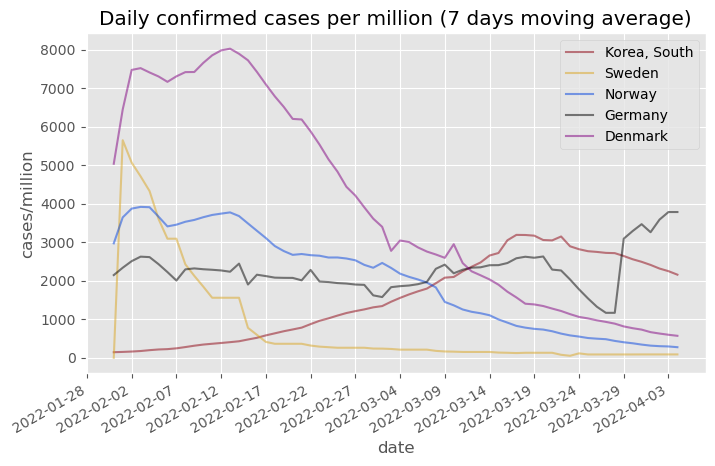 Daily confirmed cases per million (7 days moving average)
Korea, South
Sweden
Norway
Germany
Denmark
cases/million
8000
7000
6000
5000
4000
3000
2000
1000
0
2022-01-28
2022-02-02
2022-02-07
2022-02-12
2022-02-17
2022-02-22
2022-02-27
2022-03-04
2022-03-09
2022-03-14
2022-03-19
2022-03-24
2022-03-29
2022-04-03
date